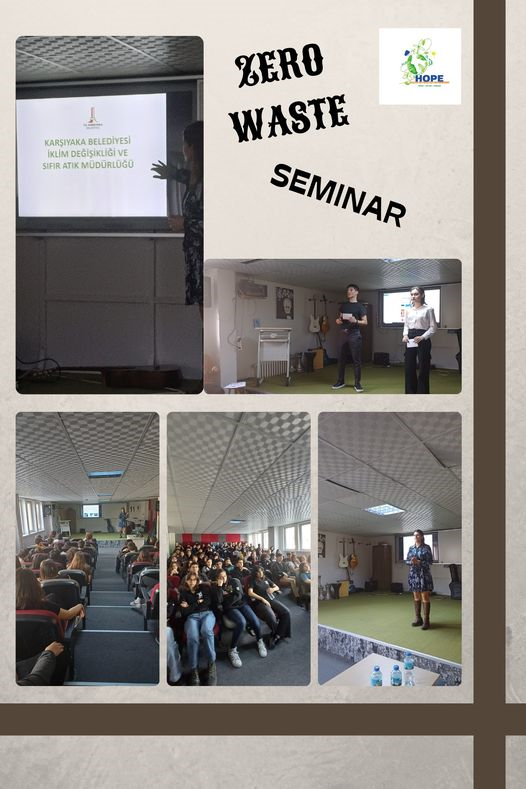 ZERO
WASTE
SEMINAR
HOPE
KARŞIYAKA BELEDİYESİ
İKLİM DEĞİŞİKLİĞİ VE
SIFIR ATIK MÜDÜRLÜĞÜ